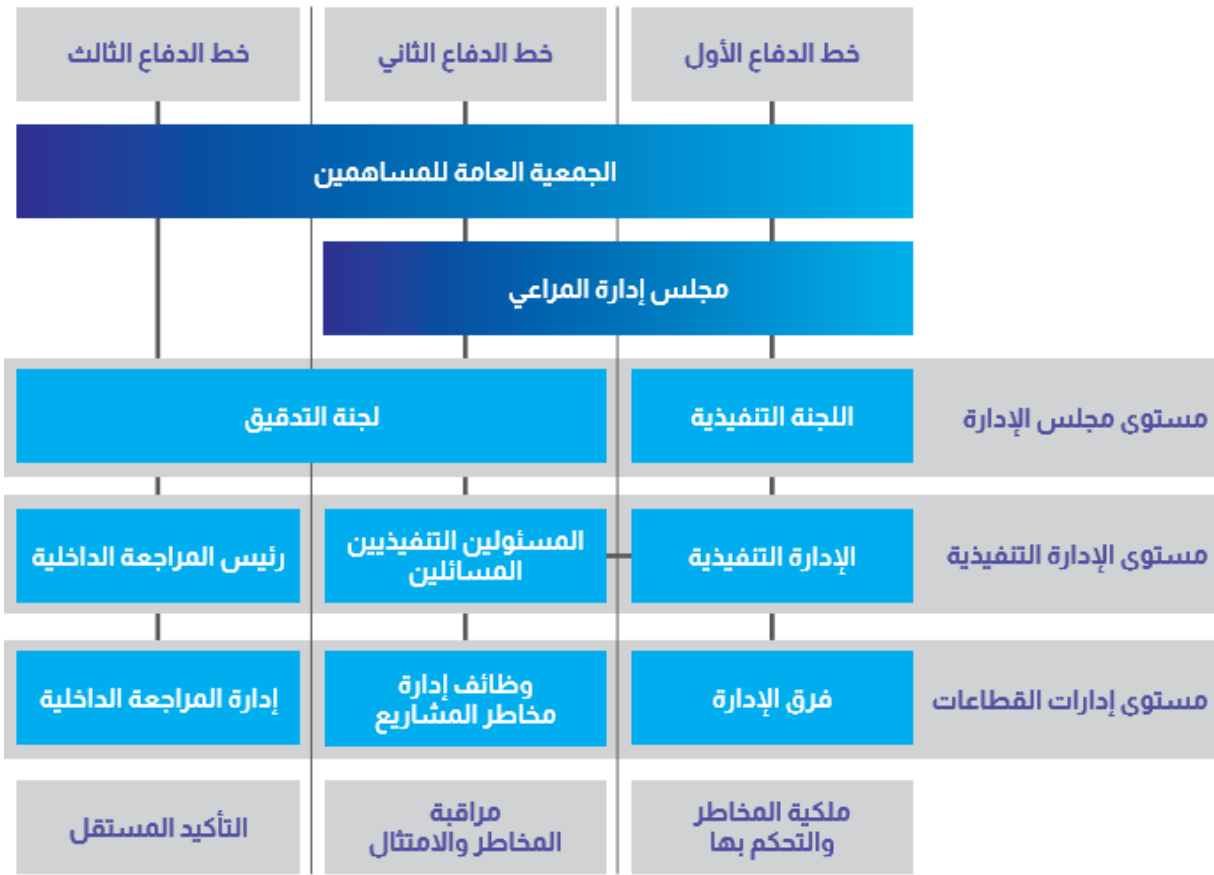 خط الدفاع الأول
خط الدفاع الثاني
خط الدفاع الثالث
الجمعية العامة للمساهمين
مجلس إدارة المراعي
مستوى مجلس الإدارة
اللجنة التنفيذية
لجنة التدقيق
مستوى الإدارة التنفيذية
الإدارة التنفيذية
المسئولين التنفيذيين
المسائلين
رئيس المراجعة الداخلية
مستوى إدارات القطاعات
فرق الإدارة
وظائف إدارة
مخاطر المشاريع
إدارة المراجعة الداخلية
ملكية المخاطر
والتحكم بها
مراقبة
المخاطر والامتثال
التأكيد المستقل